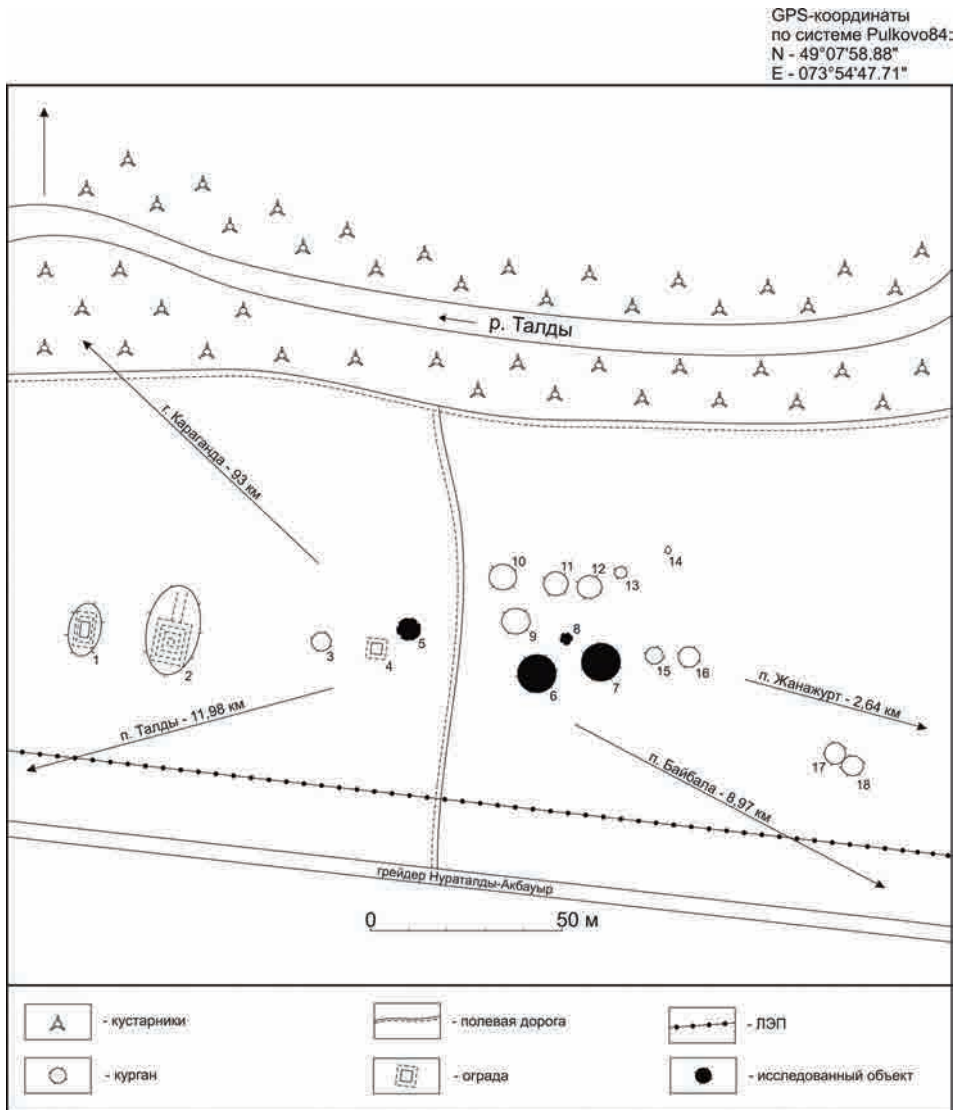 GPS-координаты
по системе Pulkovo84:
N - 49°07'58.88"
E - 073°54'47.71"
р. Талды
г. Караганда - 93 км
14
10
11
12
13
9
8
5
1
2
3
4
6
7
15
16
п. Жанажурт - 2,64 км
п. Талды - 11,98 км
п. Байбала - 8,97 км
17
18
грейдер Нураталды-Акбауыр
0 50 м
- кустарники
- полевая дорога
- ЛЭП
- курган
- ограда
- исследованный объект